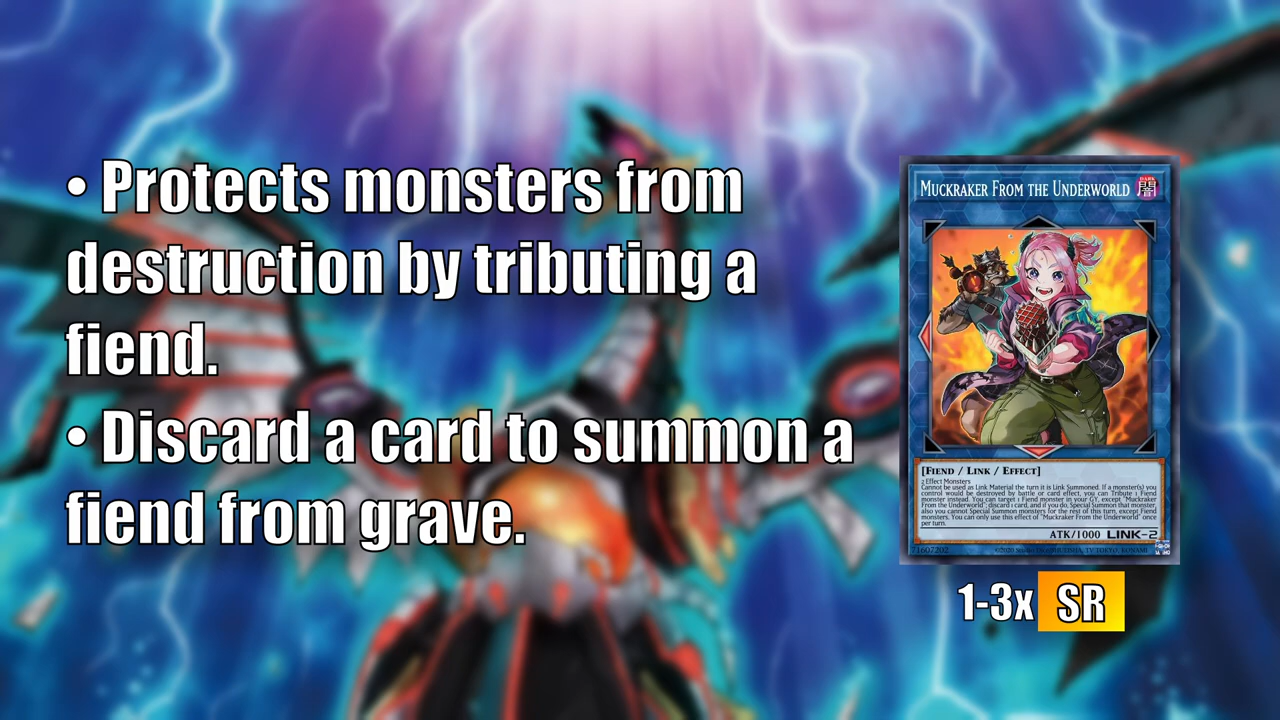 • Protects monsters from
destruction by tributing a
fiend.
• Discard a card to summon a
fiend from grave.
MUCKRAKER FROM THE UNDERWORLD
DARK
闇
[FIEND / LINK / EFFECT]
2 Effect Monsters
Cannot be used as Link Material the turn it is Link Summoned. If a monster(s) you
control would be destroyed by battle or card effect, you can Tribute 1 Fiend
monster instead. You can target 1 Fiend monster in your GY, except "Muckraker
From the Underworld"; discard 1 card, and if you do, Special Summon that monster,
also you cannot Special Summon monsters for the rest of this turn, except Fiend
monsters. You can only use this effect of "Muckraker From the Underworld" once
per turn.
ATK/1000 LINK-2
71607202
1-3x SR